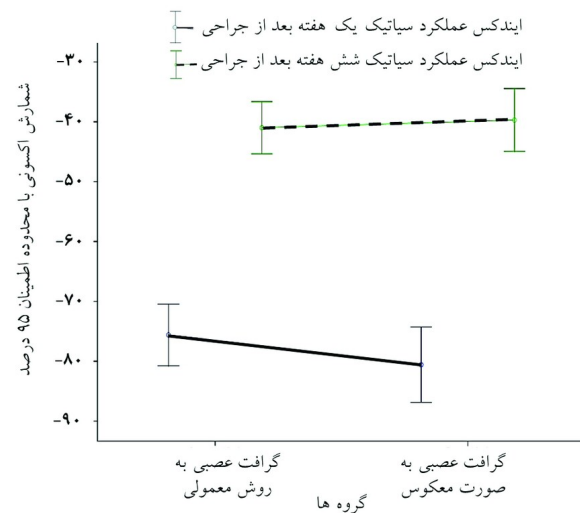 ایندکس عملکرد سیاتیک یک هفته بعد از جراحی
ایندکس عملکرد سیاتیک شش هفته بعد از جراحی
شمارش اکسونی با محدوده اطمینان ۹۵ درصد
-۳۰
-۴۰
-۵۰
-۶۰
-۷۰
-۸۰
-۹۰
گرافت عصبی به
روش معمولی
گرافت عصبی به
صورت معکوس
گروه ها